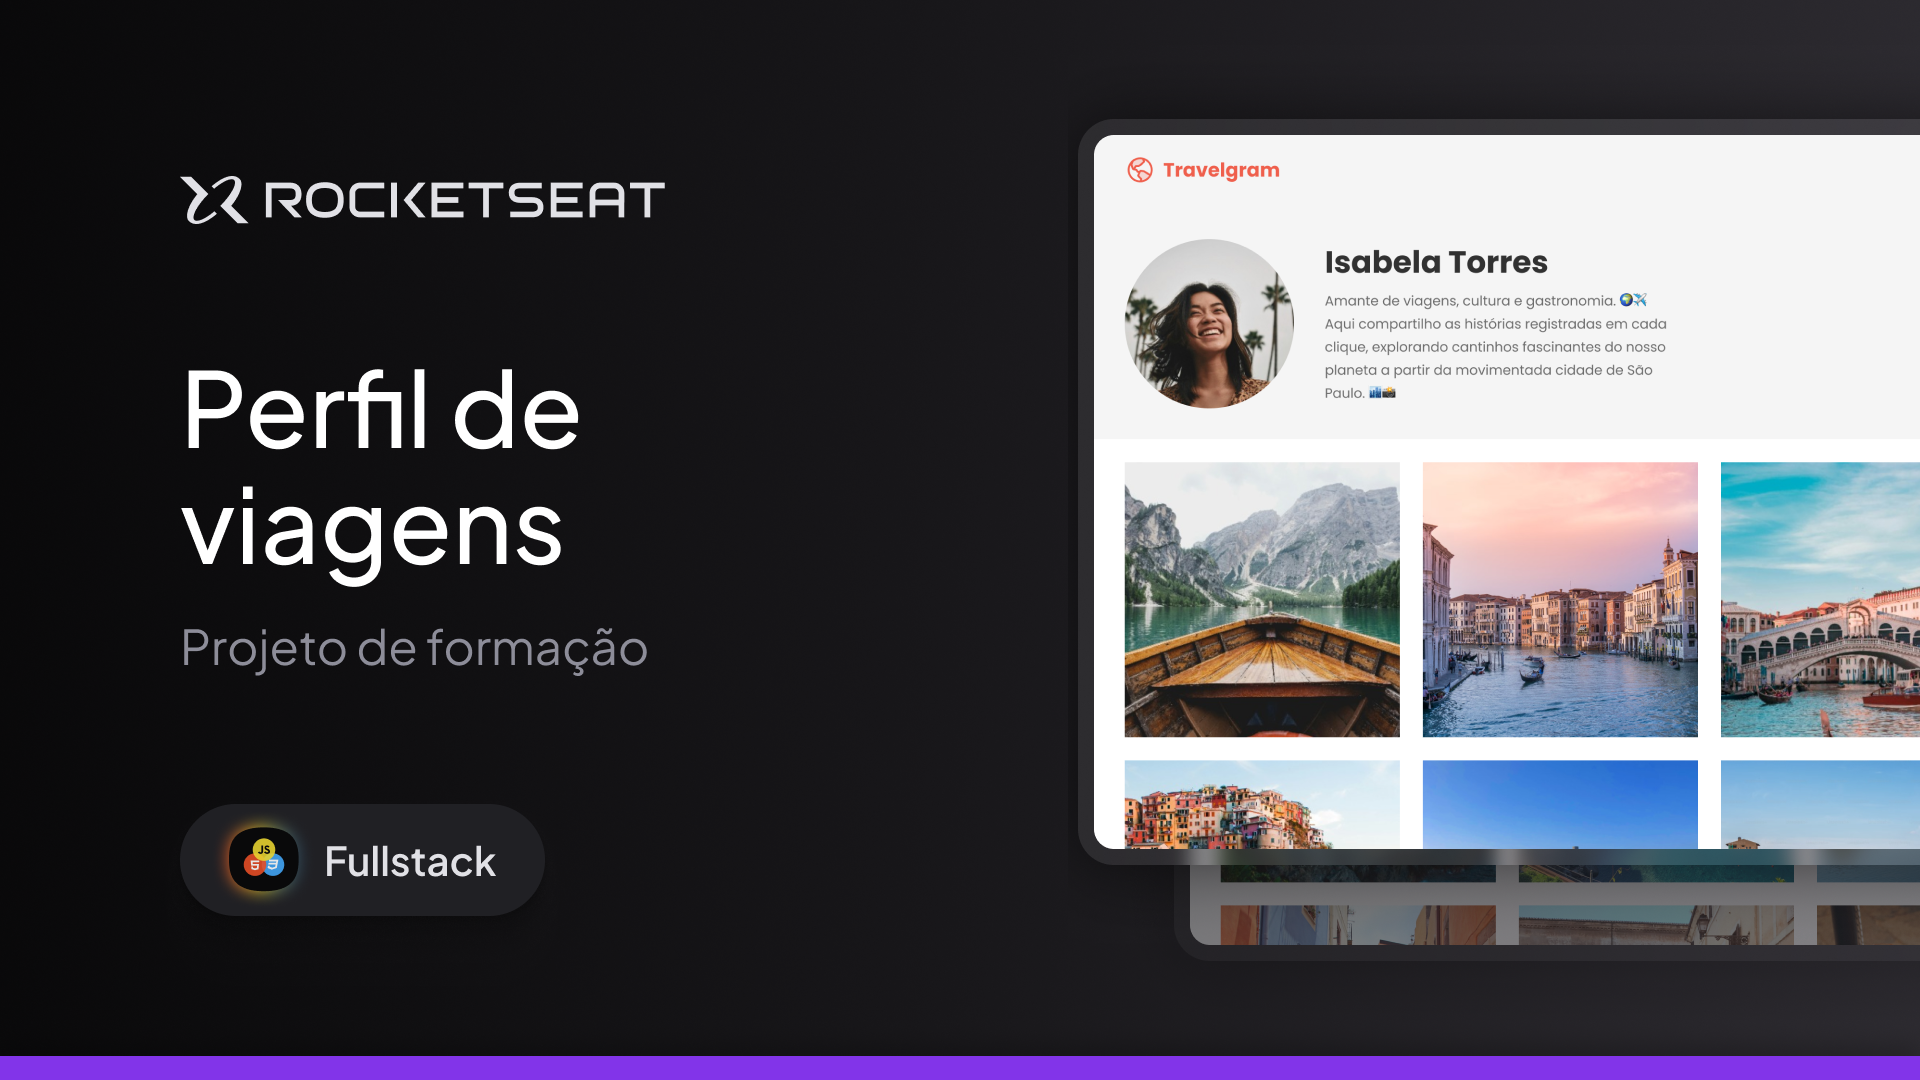 ROCKETSEAT
Perfil de
viagens
Projeto de formação
JS
5 3
Fullstack
Travelgram
Isabela Torres
Amante de viagens, cultura e gastronomia. 🌍✈️
Aqui compartilho as histórias registradas em cada
clique, explorando cantinhos fascinantes do nosso
planeta a partir da movimentada cidade de São
Paulo. 🏙️📸